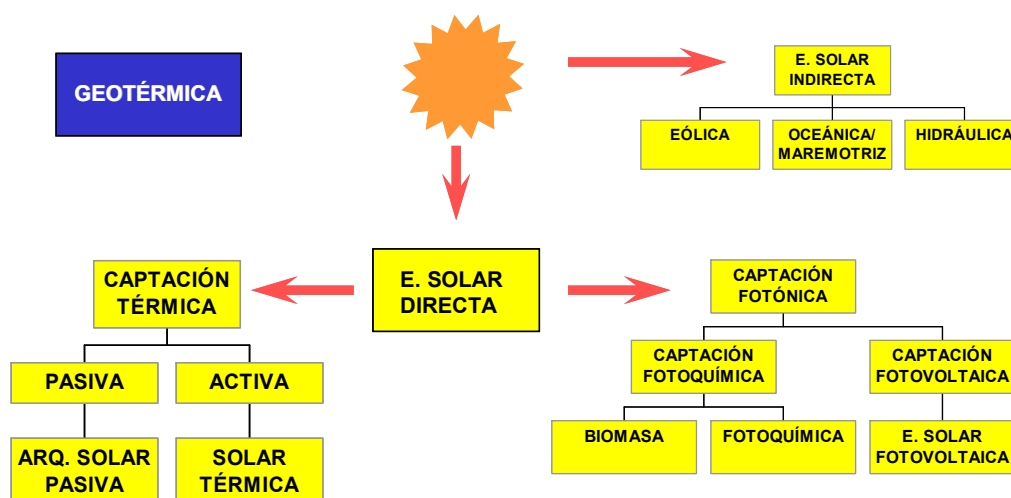 GEOTÉRMICA
E. SOLAR
INDIRECTA
EÓLICA
OCEÁNICA/
MAREMOTRIZ
HIDRÁULICA
E. SOLAR
DIRECTA
CAPTACIÓN
TÉRMICA
PASIVA
ACTIVA
ARQ. SOLAR
PASIVA
SOLAR
TÉRMICA
CAPTACIÓN
FOTÓNICA
CAPTACIÓN
FOTOQUÍMICA
CAPTACIÓN
FOTOVOLTAICA
BIOMASA
FOTOQUÍMICA
E. SOLAR
FOTOVOLTAICA